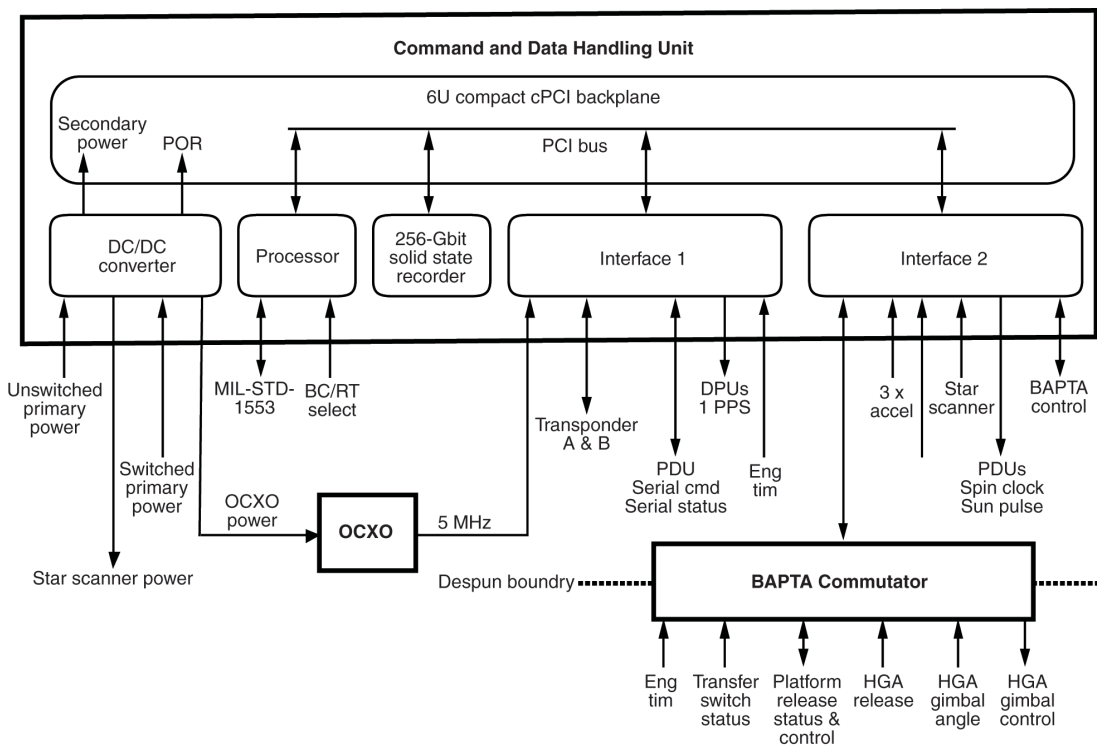 Command and Data Handling Unit
6U compact cPCI backplane
Secondary
power
POR
PCI bus
DC/DC
converter
Processor
256-Gbit
solid state
recorder
Interface 1
Interface 2
Unswitched
primary
power
MIL-STD-
1553
BC/RT
select
DPUs
1 PPS
3 x
accel
Star
scanner
BAPTA
control
Transponder
A & B
Switched
primary
power
PDU
Serial cmd
Serial status
Eng
tim
PDUs
Spin clock
Sun pulse
OCXO
power
OCXO
5 MHz
Star scanner power
Despun boundry
BAPTA Commutator
Eng
tim
Transfer
switch
status
Platform
release
status &
control
HGA
release
HGA
gimbal
angle
HGA
gimbal
control